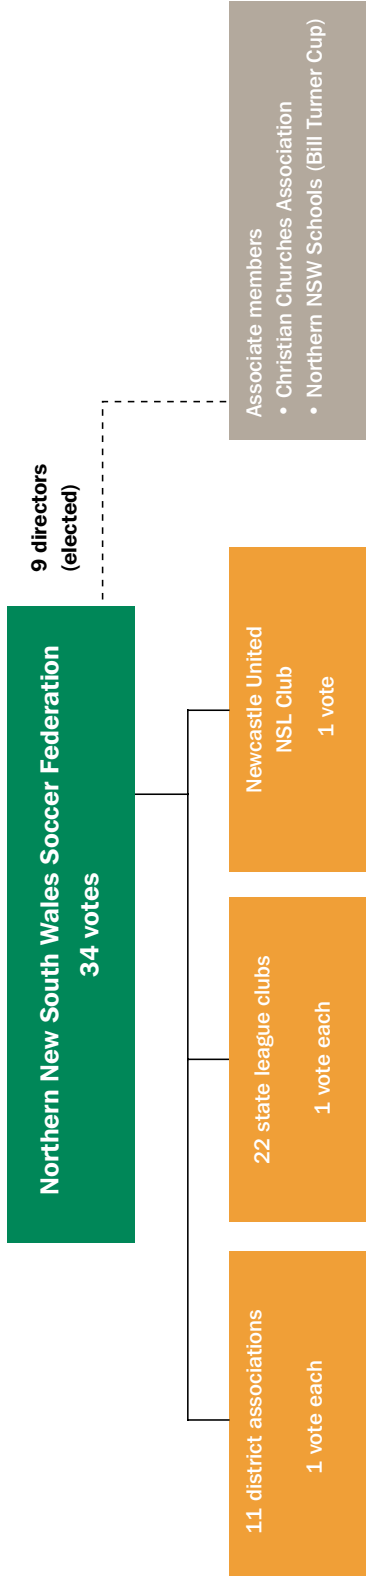 Northern New South Wales Soccer Federation
34 votes
9 directors
(elected)
11 district associations
1 vote each
22 state league clubs
1 vote each
Newcastle United
NSL Club
1 vote
Associate members
• Christian Churches Association
• Northern NSW Schools (Bill Turner Cup)